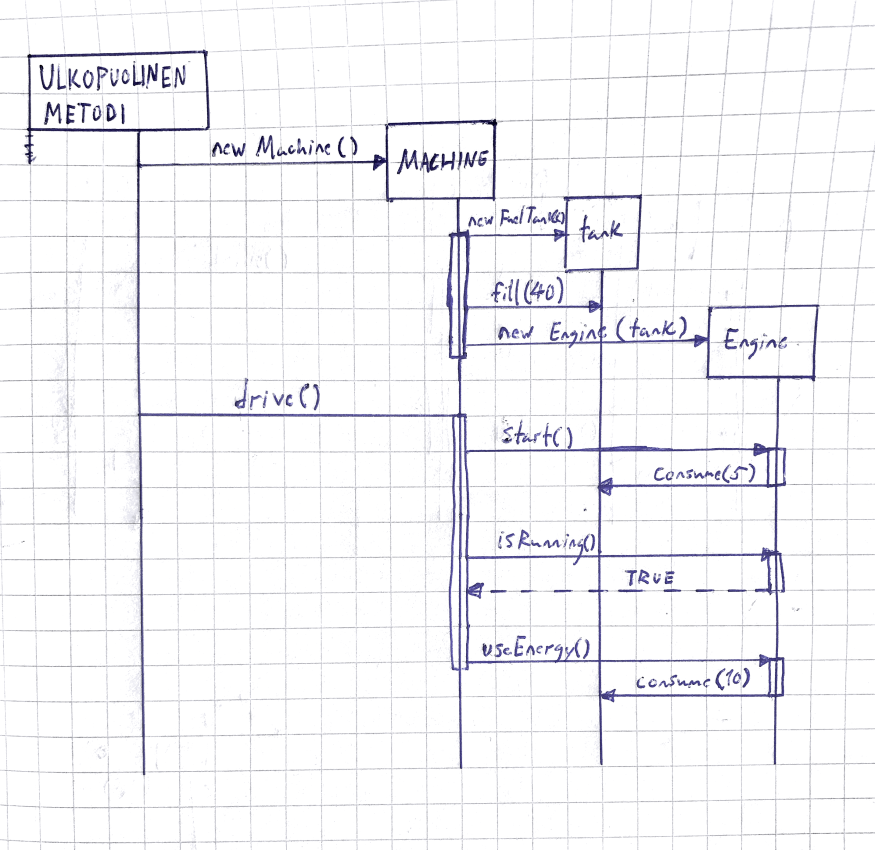 ULKOPUOLINEN
METODI
new Machine()
MACHINE
new FuelTank()
tank
fill(40)
new Engine(tank)
Engine
drive()
start()
consume(5)
isRunning()
TRUE
useEnergy()
consume(10)